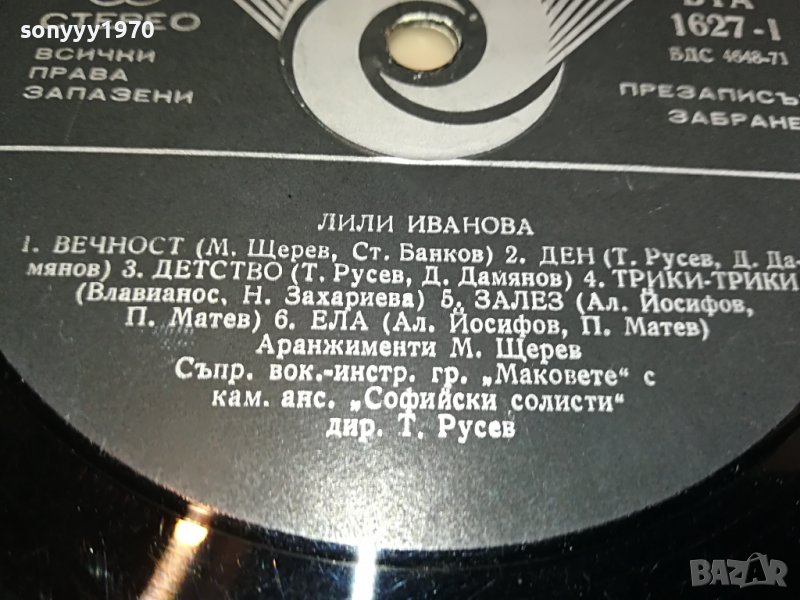 sonyyy1970
СТЕРЕО
ВСИЧКИ
ПРАВА
ЗАПАЗЕНИ
ВТА
1627-I
БДС 4648-71
ПРЕЗАПИСЪ
ЗАБРАНЕ
ЛИЛИ ИВАНОВА
1. ВЕЧНОСТ (М. Щерев, Ст. Банков) 2. ДЕН (Т. Русев, Д. Да-
мянов) 3. ДЕТСТВО (Т. Русев, Д. Дамянов) 4. ТРИКИ-ТРИКИ
(Влавианос, Н. Захариева) 5. ЗАЛЕЗ (Ал. Йосифов,
П. Матев) 6. ЕЛА (Ал. Йосифов, П. Матев)
Аранжименти М. Щерев
Съпр. вок.-инстр. гр. „Маковете“ с
кам. анс. „Софийски солисти“
дир. Т. Русев
BAZAR